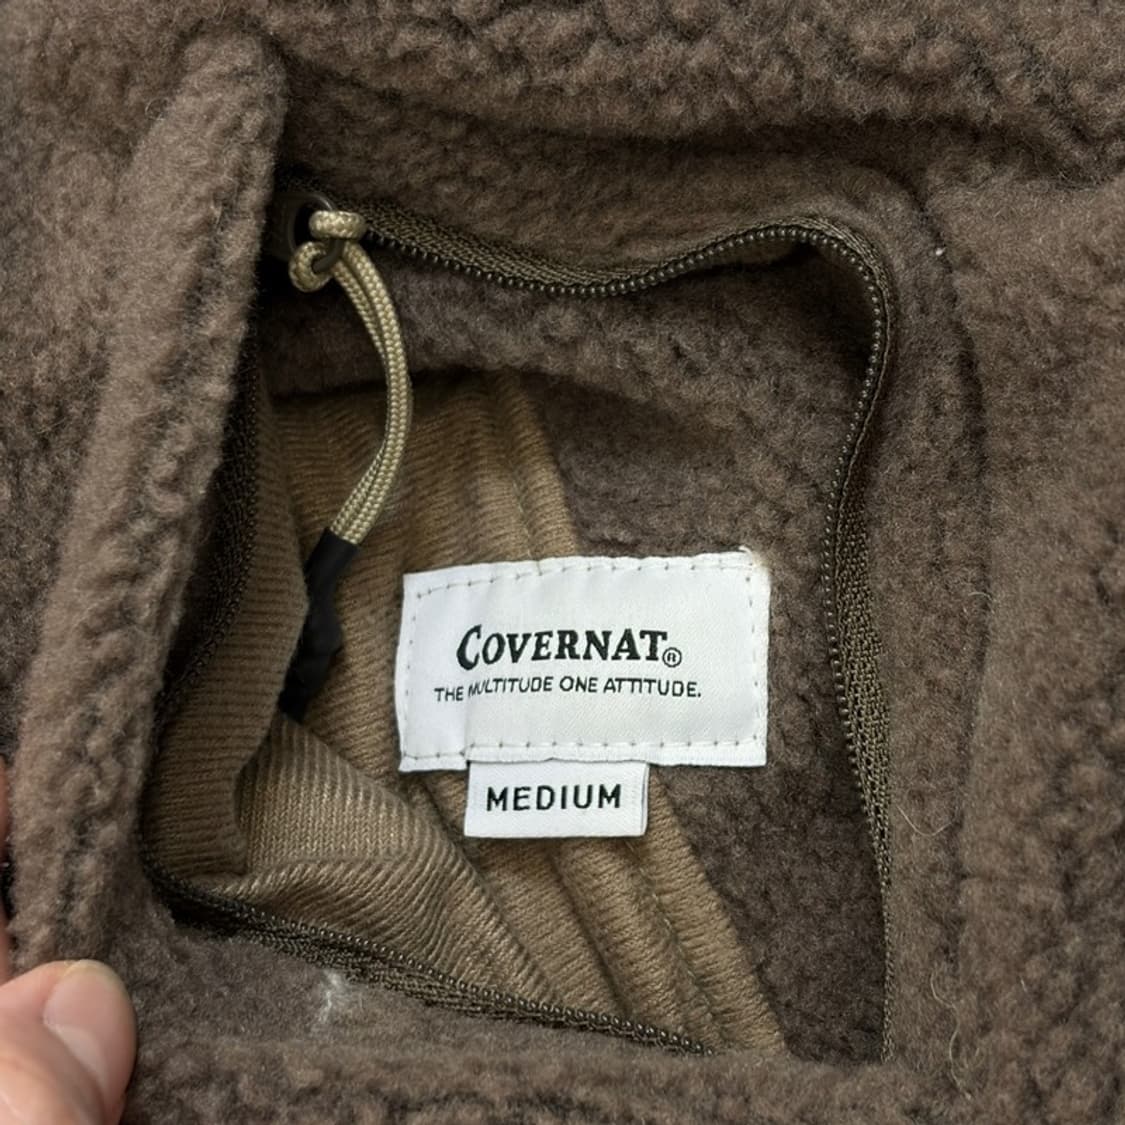 COVERNAT®
THE MULTITUDE ONE ATTITUDE.
MEDIUM